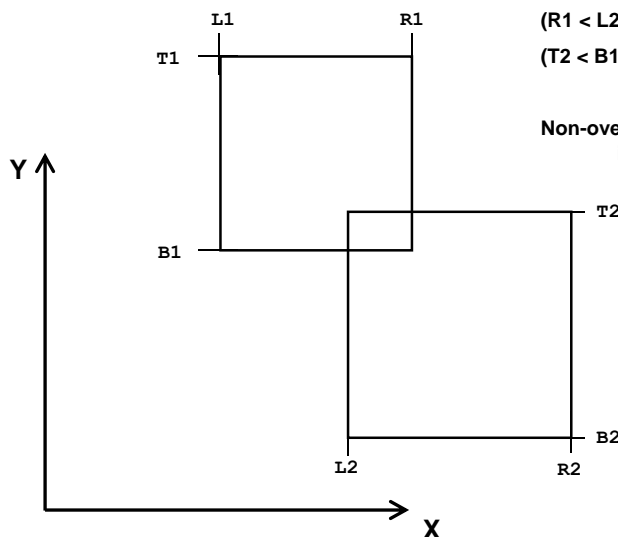 L1 R1
(R1 < L2
T1
(T2 < B1
Non-ove
Y
T2
B1
B2
L2
R2
X